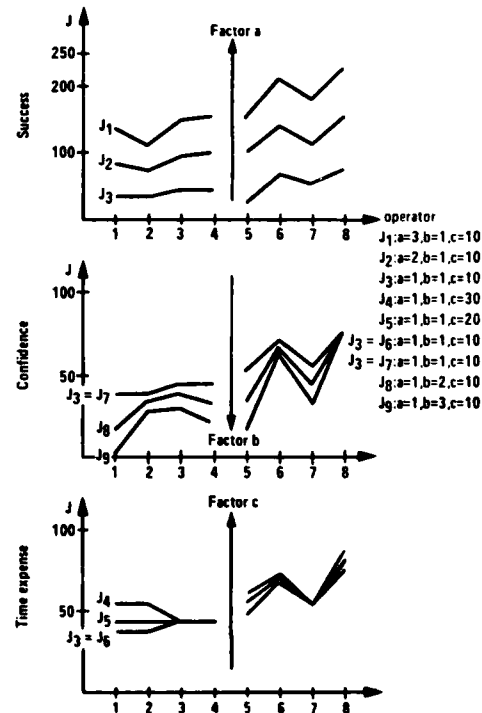 J
Factor a
250
200
Success
J1
100
J2
J3
1 2 3 4 5 6 7 8
operator
J1:a=3,b=1,c=10
J2:a=2,b=1,c=10
J3:a=1,b=1,c=10
J4:a=1,b=1,c=30
J5:a=1,b=1,c=20
J3 = J6:a=1,b=1,c=10
J3 = J7:a=1,b=1,c=10
J8:a=1,b=2,c=10
J9:a=1,b=3,c=10
J
100
Confidence
50
J3 = J7
J8
J9
Factor b
1 2 3 4 5 6 7 8
J
Factor c
100
Time expense
J4
50
J5
J3 = J6
1 2 3 4 5 6 7 8